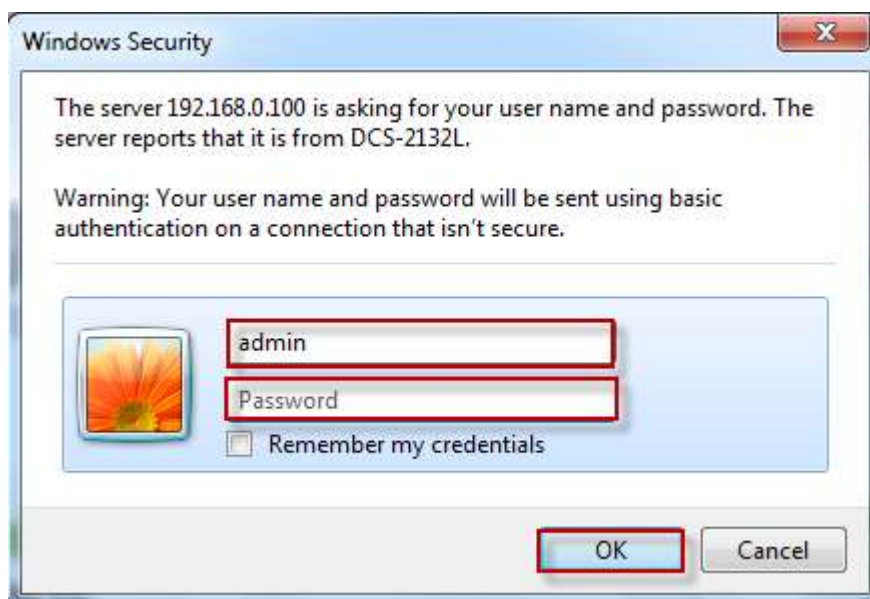 Windows Security
The server 192.168.0.100 is asking for your user name and password. The
server reports that it is from DCS-2132L.
Warning: Your user name and password will be sent using basic
authentication on a connection that isn't secure.
admin
Password
Remember my credentials
OK
Cancel